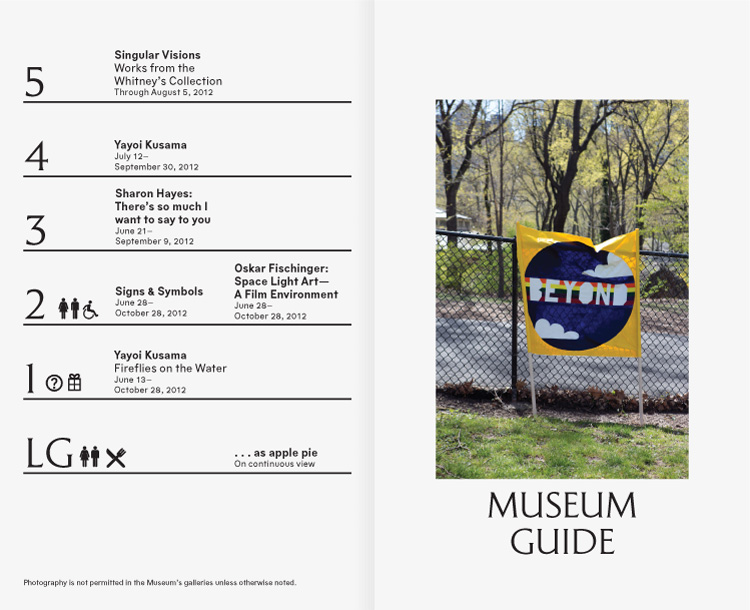 5
Singular Visions
Works from the
Whitney's Collection
Through August 5, 2012
4
Yayoi Kusama
July 12–
September 30, 2012
3
Sharon Hayes:
There's so much I
want to say to you
June 21–
September 9, 2012
2
Signs & Symbols
June 28–
October 28, 2012
Oskar Fischinger:
Space Light Art—
A Film Environment
June 28–
October 28, 2012
1
?
Yayoi Kusama
Fireflies on the Water
June 13–
October 28, 2012
LG
. . . as apple pie
On continuous view
Photography is not permitted in the Museum's galleries unless otherwise noted.
BEYOND
MUSEUM
GUIDE